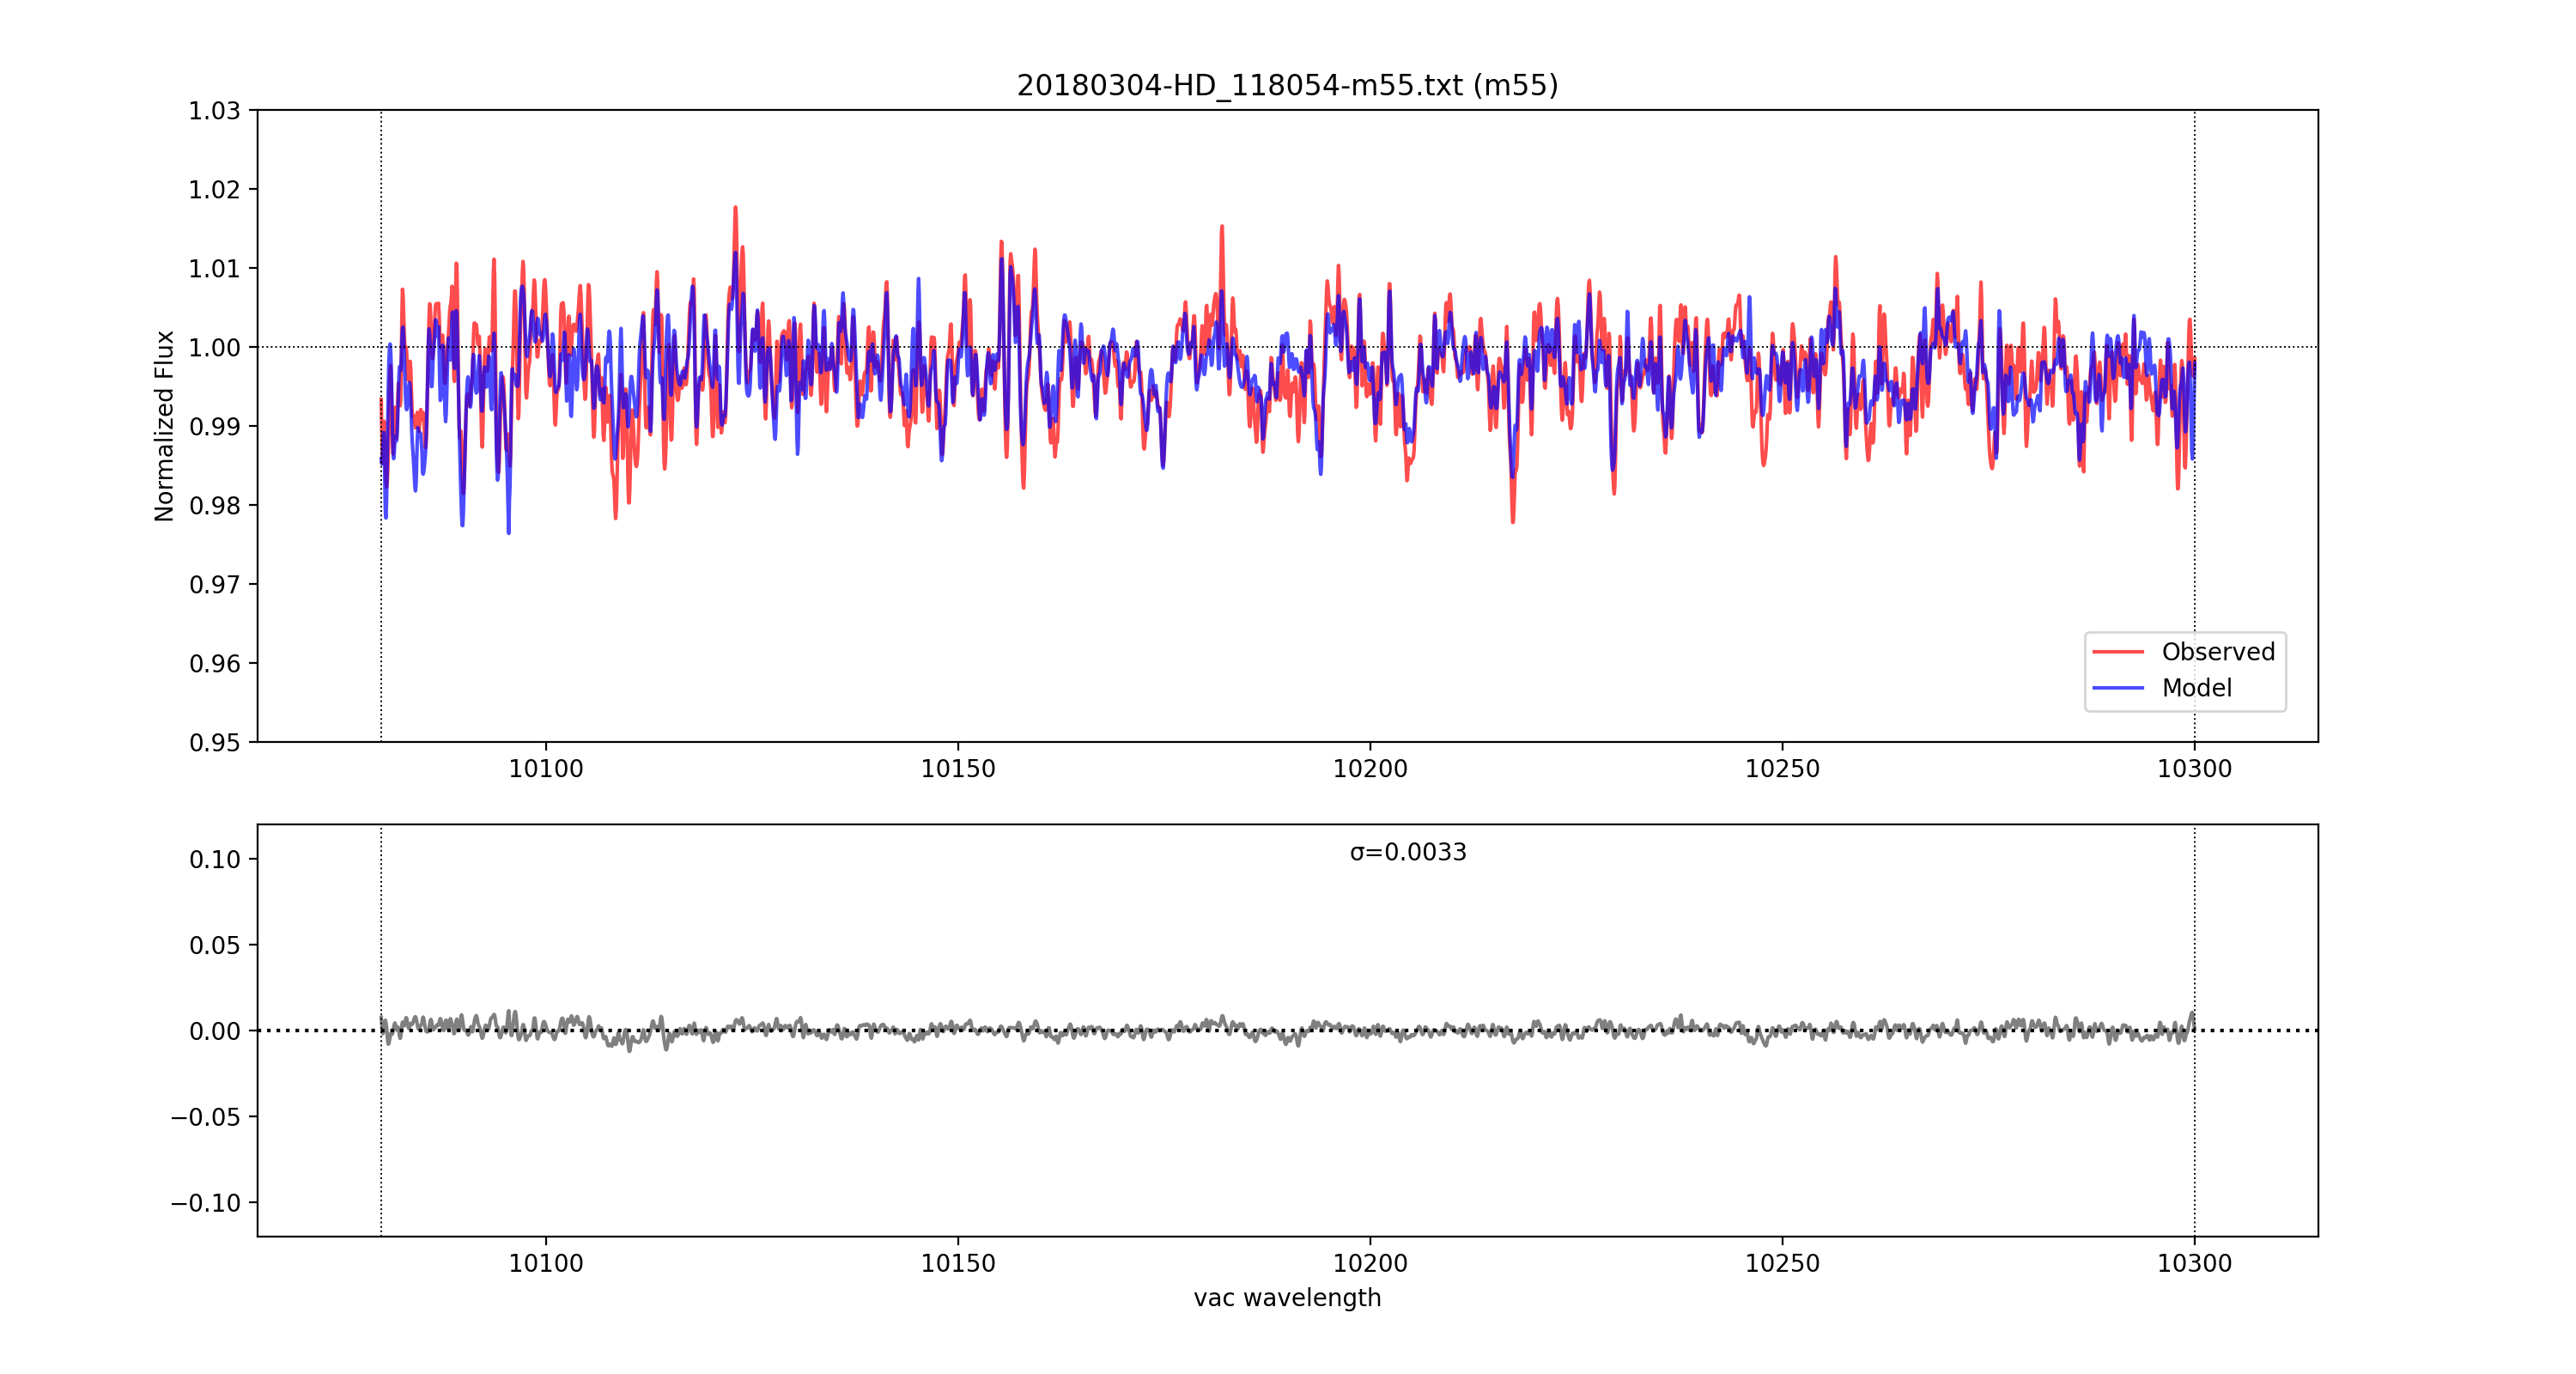 20180304-HD_118054-m55.txt (m55)
1.03
1.02
1.01
1.00
0.99
0.98
0.97
0.96
0.95
Normalized Flux
Observed
Model
10100 10150 10200 10250 10300
σ=0.0033
0.10
0.05
0.00
−0.05
−0.10
10100 10150 10200 10250 10300
vac wavelength